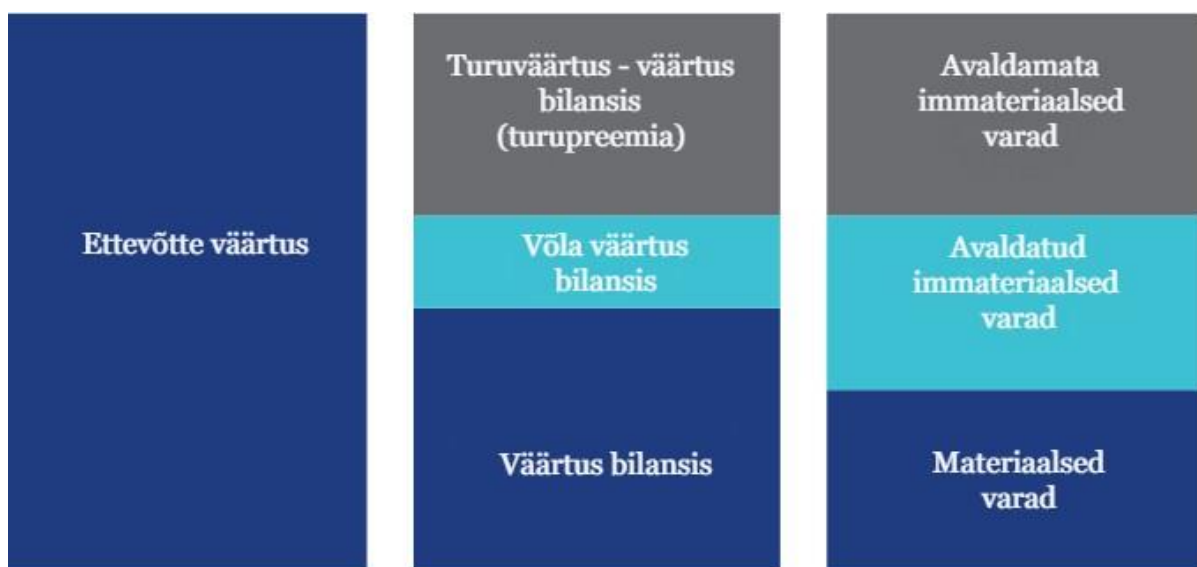 Ettevõtte väärtus
Turuväärtus - väärtus
bilansis
(turupreemia)
Võla väärtus
bilansis
Väärtus bilansis
Avaldamata
immateriaalsed
varad
Avaldatud
immateriaalsed
varad
Materiaalsed
varad